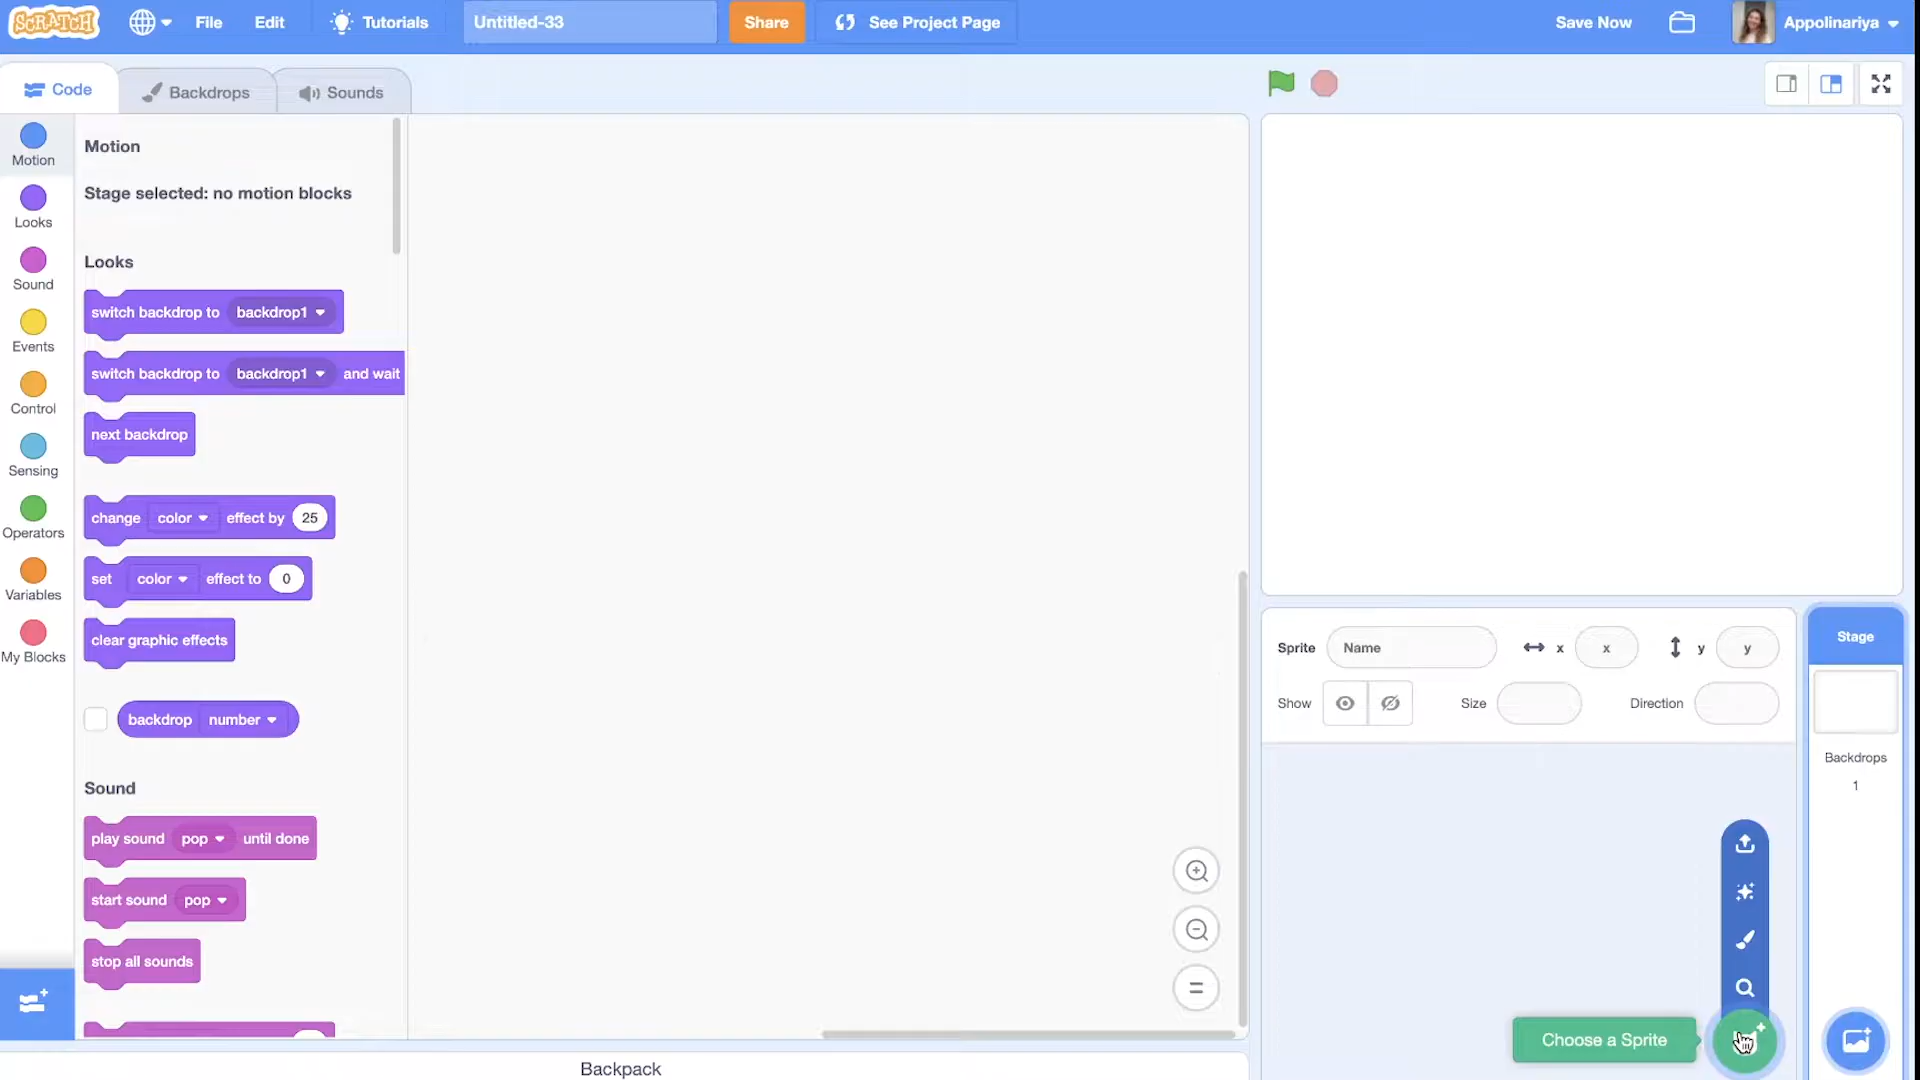 SCRATCH
File
Edit
Tutorials
Untitled-33
Share
See Project Page
Save Now
Appolinariya
Code
Backdrops
Sounds
Motion
Looks
Sound
Events
Control
Sensing
Operators
Variables
My Blocks
Motion
Stage selected: no motion blocks
Looks
switch backdrop to backdrop1
switch backdrop to backdrop1 and wait
next backdrop
change color effect by 25
set color effect to 0
clear graphic effects
backdrop number
Sound
play sound pop until done
start sound pop
stop all sounds
Backpack
Sprite Name x x y y
Show Size Direction
Stage
Backdrops
1
Choose a Sprite